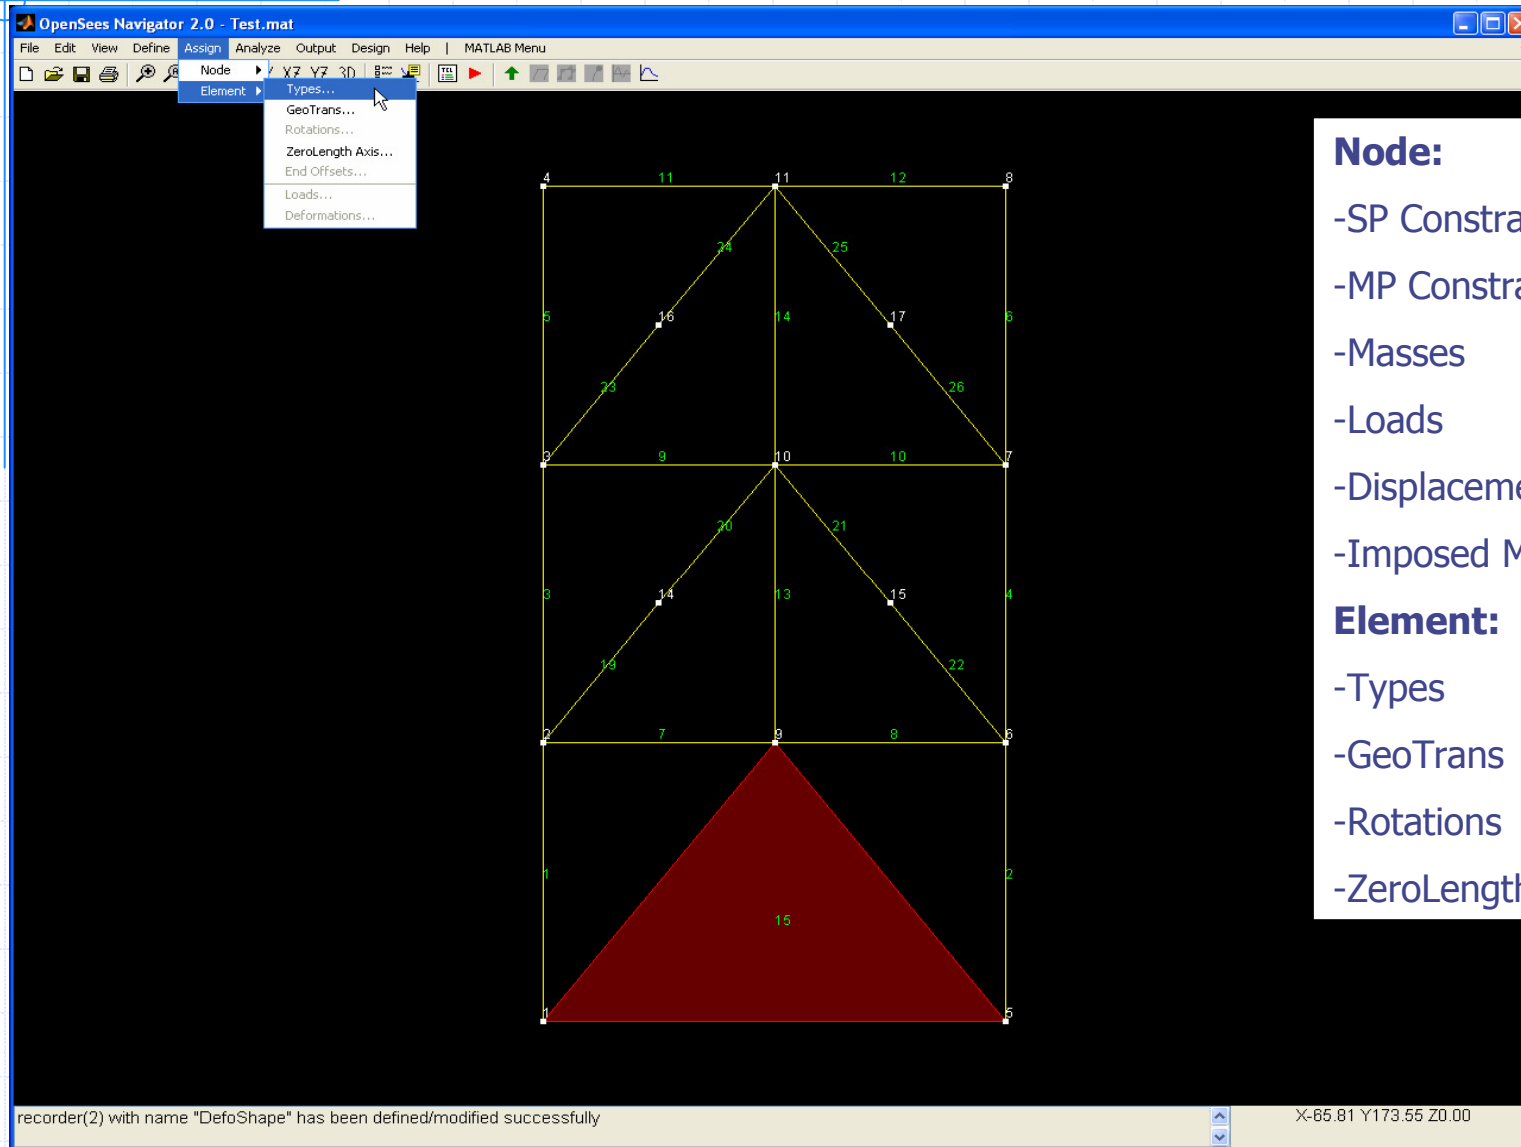 OpenSees Navigator 2.0 - Test.mat
File Edit View Define Assign Analyze Output Design Help | MATLAB Menu
XZ YZ 3D TCL
Node
Element
Types...
GeoTrans...
Rotations...
ZeroLength Axis...
End Offsets...
Loads...
Deformations...
4 11 11 12 8
24 25
5 16 14 17 6
23 26
3 9 10 10 7
20 21
3 14 13 15 4
19 22
2 7 9 8 6
1 2
15
1 5
Node:
-SP Constra
-MP Constra
-Masses
-Loads
-Displaceme
-Imposed M
Element:
-Types
-GeoTrans
-Rotations
-ZeroLength
recorder(2) with name "DefoShape" has been defined/modified successfully
X-65.81 Y173.55 Z0.00